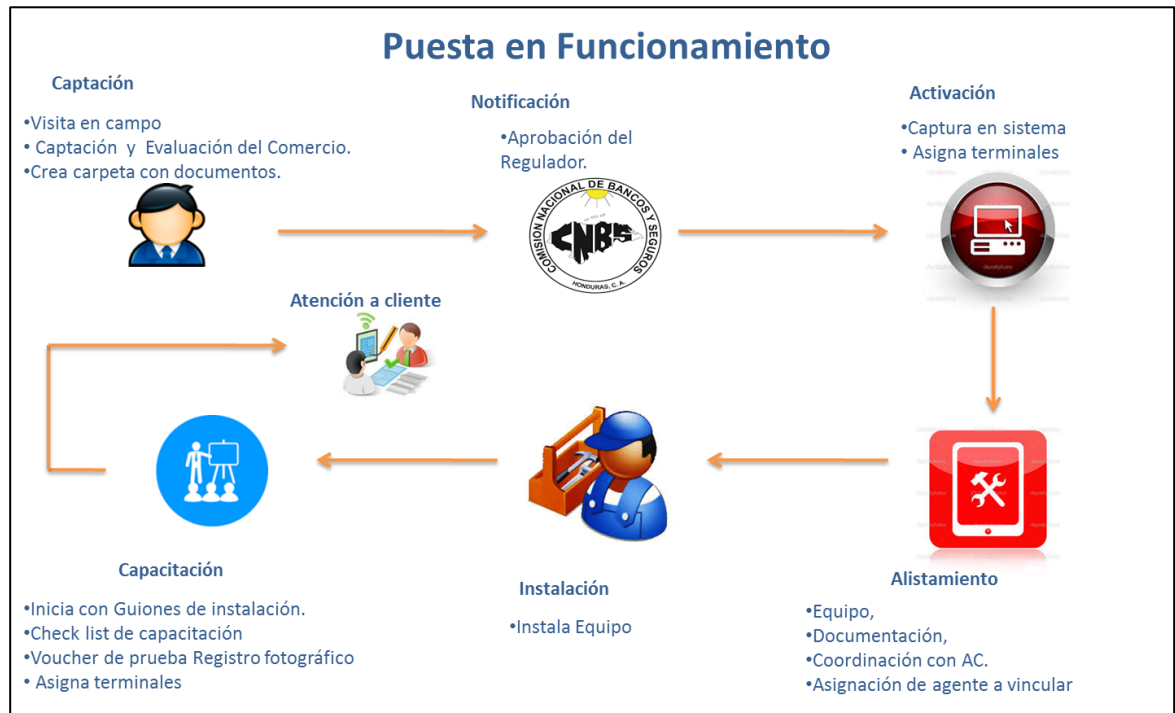 Puesta en Funcionamiento
Captación
•Visita en campo
• Captación y Evaluación del Comercio.
•Crea carpeta con documentos.
Notificación
•Aprobación del
Regulador.
COMISION NACIONAL DE BANCOS Y SEGUROS
CNBS
HONDURAS, C. A.
Activación
•Captura en sistema
• Asigna terminales
depositphotos
Atención a cliente
Capacitación
•Inicia con Guiones de instalación.
•Check list de capacitación
•Voucher de prueba Registro fotográfico
• Asigna terminales
Instalación
•Instala Equipo
depositphotos
Alistamiento
•Equipo,
•Documentación,
•Coordinación con AC.
•Asignación de agente a vincular